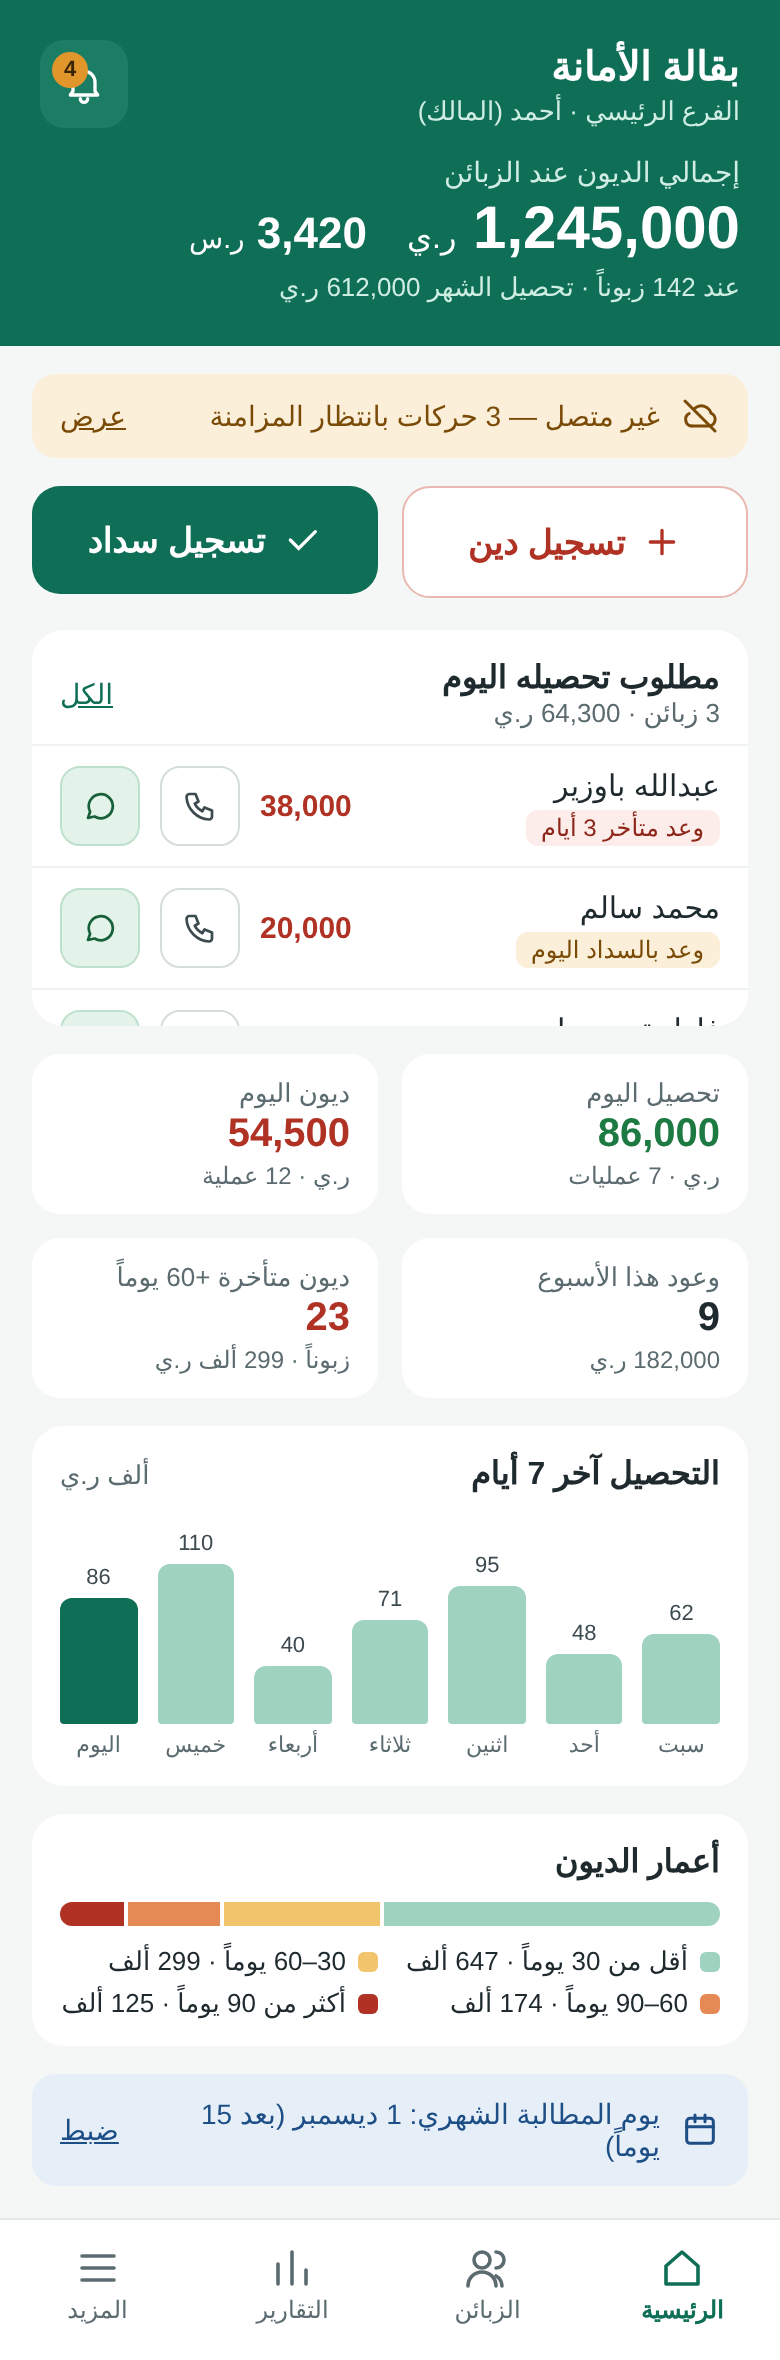 بقالة الأمانة
4
الفرع الرئيسي · أحمد (المالك)
إجمالي الديون عند الزبائن
1,245,000 ر.ي 3,420 ر.س
عند 142 زبوناً · تحصيل الشهر 612,000 ر.ي
غير متصل — 3 حركات بانتظار المزامنة
عرض
تسجيل دين
تسجيل سداد
مطلوب تحصيله اليوم
الكل
3 زبائن · 64,300 ر.ي
عبدالله باوزير
وعد متأخر 3 أيام
38,000
محمد سالم
وعد بالسداد اليوم
20,000
تحصيل اليوم
86,000
ر.ي · 7 عمليات
ديون اليوم
54,500
ر.ي · 12 عملية
وعود هذا الأسبوع
9
182,000 ر.ي
ديون متأخرة +60 يوماً
23
زبوناً · 299 ألف ر.ي
التحصيل آخر 7 أيام
ألف ر.ي
62 48 95 71 40 110 86
سبت أحد اثنين ثلاثاء أربعاء خميس اليوم
أعمار الديون
أقل من 30 يوماً · 647 ألف
30–60 يوماً · 299 ألف
60–90 يوماً · 174 ألف
أكثر من 90 يوماً · 125 ألف
يوم المطالبة الشهري: 1 ديسمبر (بعد 15
يوماً)
ضبط
الرئيسية
الزبائن
التقارير
المزيد